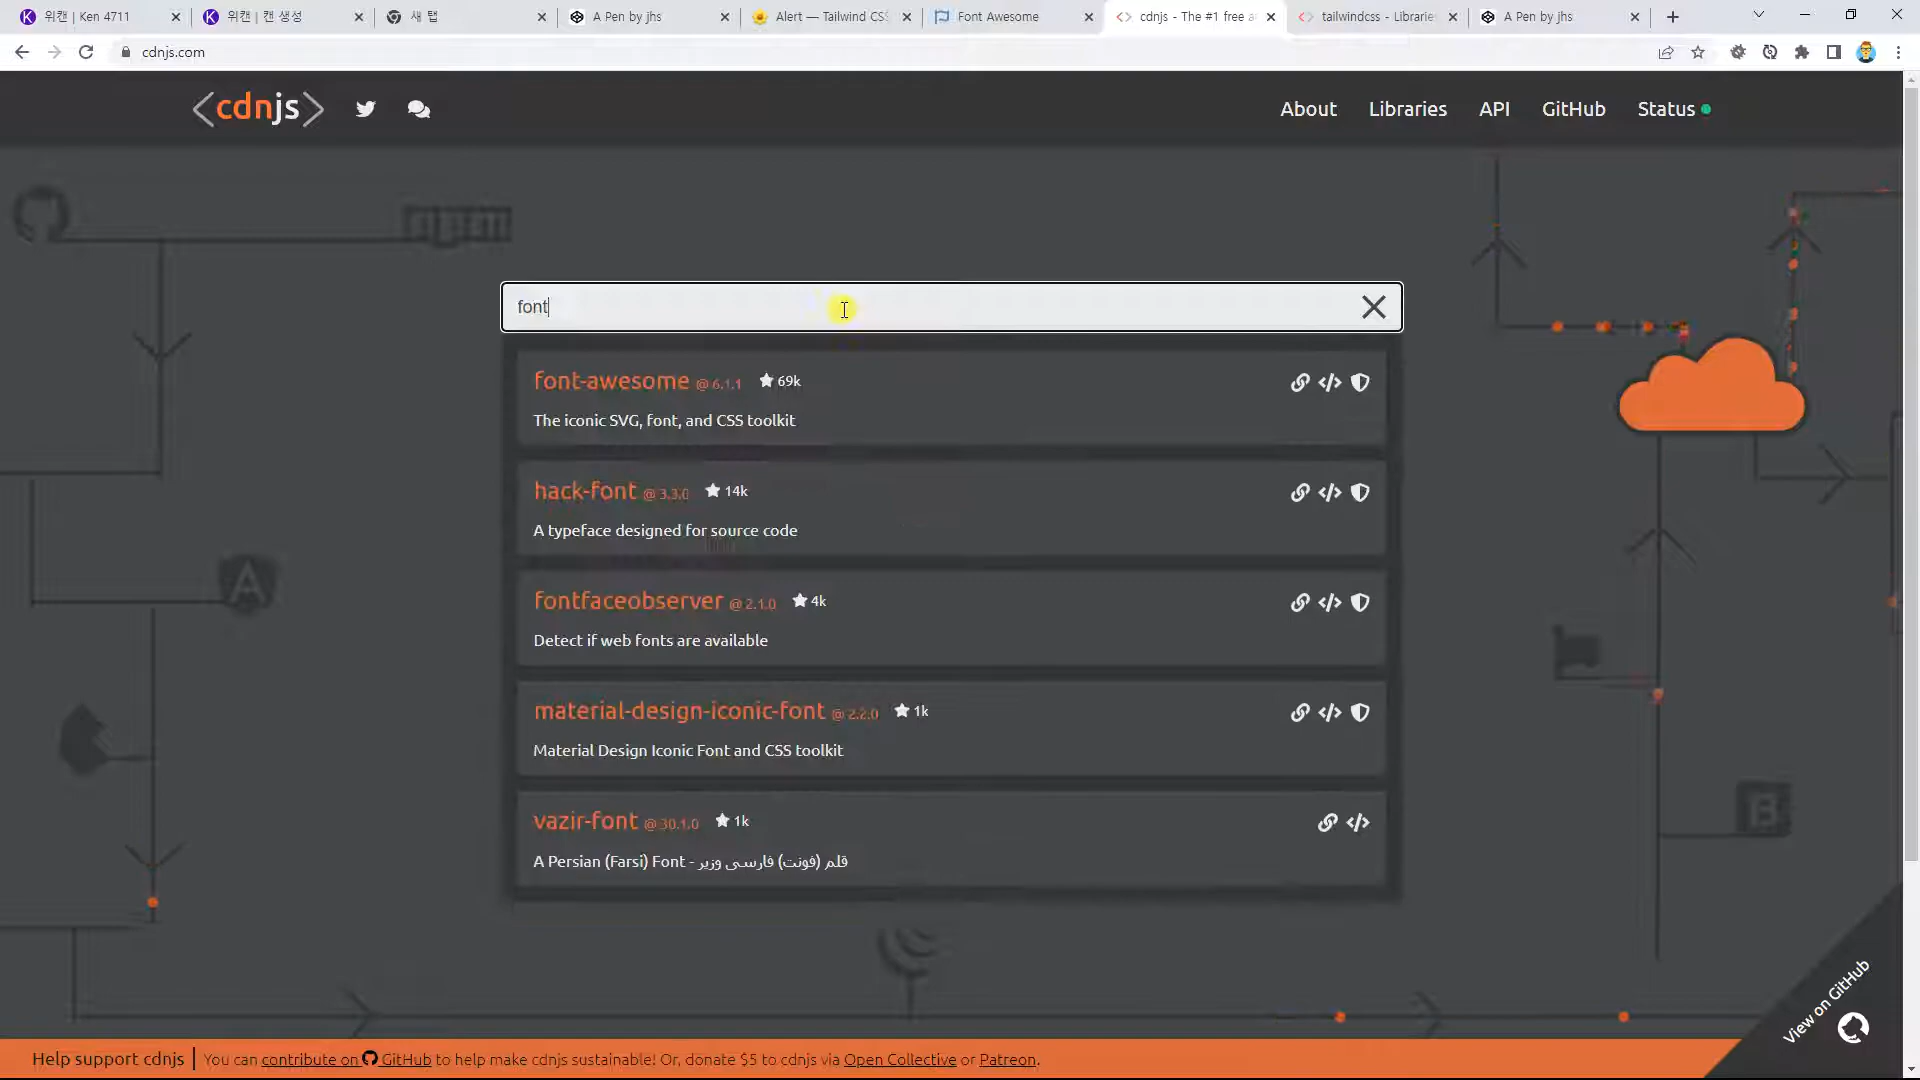 위캔 | Ken 4711
위캔 | 캔 생성
새 탭
A Pen by jhs
Alert — Tailwind CSS
Font Awesome
cdnjs - The #1 free a
tailwindcss - Libraries
A Pen by jhs
cdnjs.com
<cdnjs>
About
Libraries
API
GitHub
Status
npm
font
font-awesome @ 6.1.1 69k
The iconic SVG, font, and CSS toolkit
hack-font @ 3.3.0 14k
A typeface designed for source code
fontfaceobserver @ 2.1.0 4k
Detect if web fonts are available
material-design-iconic-font @ 2.2.0 1k
Material Design Iconic Font and CSS toolkit
vazir-font @ 30.1.0 1k
A Persian (Farsi) Font - قلم (فونت) فارسی وزیر
View on GitHub
Help support cdnjs | You can contribute on GitHub to help make cdnjs sustainable! Or, donate $5 to cdnjs via Open Collective or Patreon.